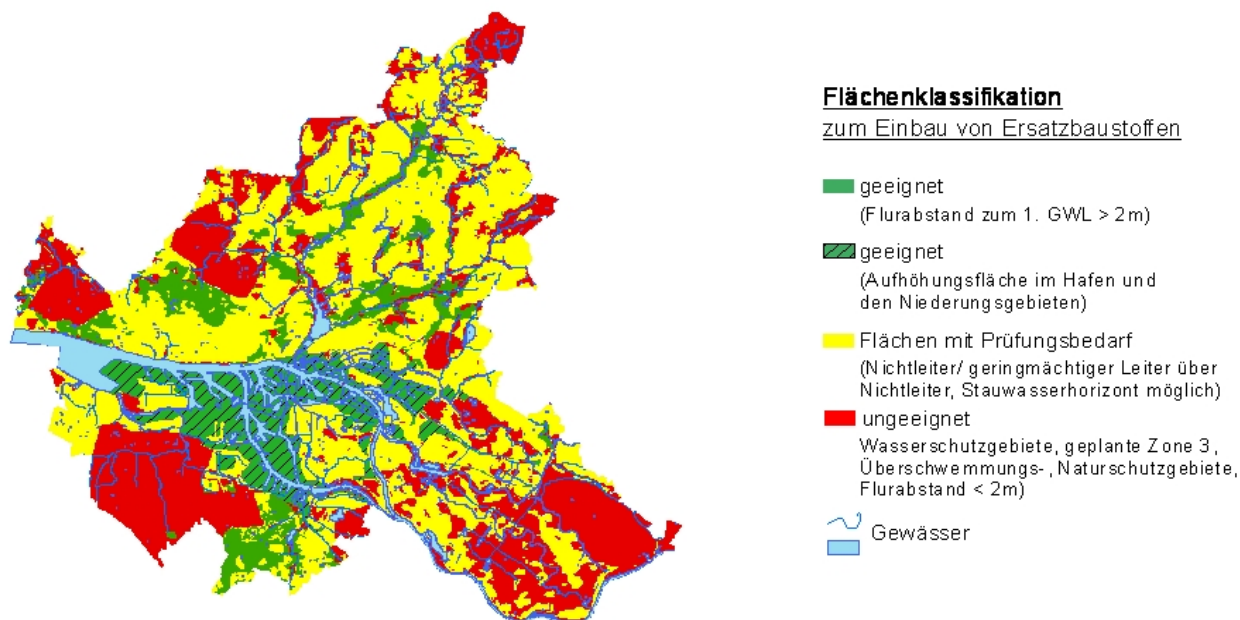 Flächenklassifikation
zum Einbau von Ersatzbaustoffen
geeignet
(Flurabstand zum 1. GWL > 2m)
geeignet
(Aufhöhungsfläche im Hafen und
den Niederungsgebieten)
Flächen mit Prüfungsbedarf
(Nichtleiter/ geringmächtiger Leiter über
Nichtleiter, Stauwasserhorizont möglich)
ungeeignet
Wasserschutzgebiete, geplante Zone 3,
Überschwemmungs-, Naturschutzgebiete,
Flurabstand < 2m)
Gewässer